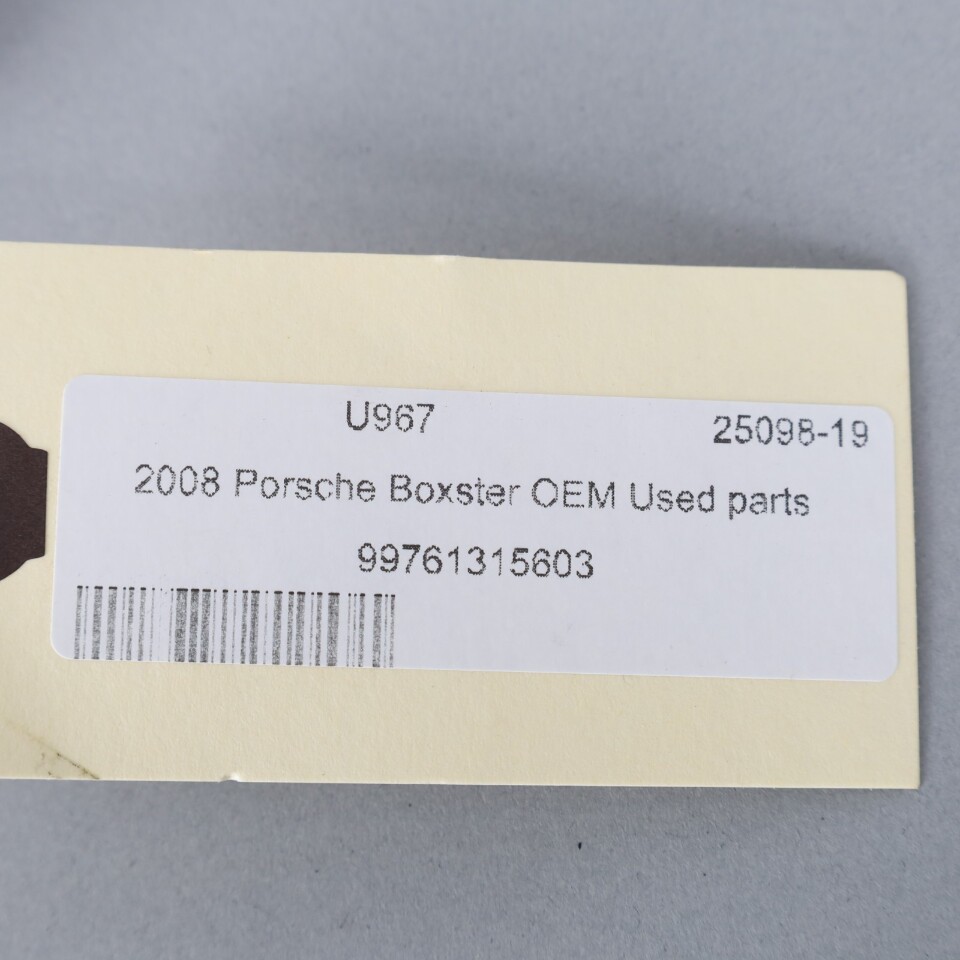 U967 25098-19
2008 Porsche Boxster OEM Used parts
99761315603